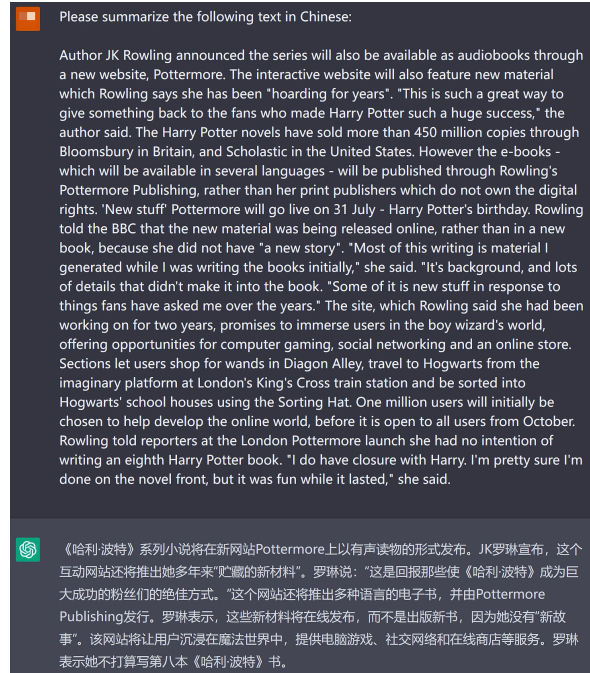 Please summarize the following text in Chinese:
Author JK Rowling announced the series will also be available as audiobooks through
a new website, Pottermore. The interactive website will also feature new material
which Rowling says she has been "hoarding for years". "This is such a great way to
give something back to the fans who made Harry Potter such a huge success," the
author said. The Harry Potter novels have sold more than 450 million copies through
Bloomsbury in Britain, and Scholastic in the United States. However the e-books -
which will be available in several languages - will be published through Rowling's
Pottermore Publishing, rather than her print publishers which do not own the digital
rights. 'New stuff' Pottermore will go live on 31 July - Harry Potter's birthday. Rowling
told the BBC that the new material was being released online, rather than in a new
book, because she did not have "a new story". "Most of this writing is material I
generated while I was writing the books initially," she said. "It's background, and lots
of details that didn't make it into the book. "Some of it is new stuff in response to
things fans have asked me over the years." The site, which Rowling said she had been
working on for two years, promises to immerse users in the boy wizard's world,
offering opportunities for computer gaming, social networking and an online store.
Sections let users shop for wands in Diagon Alley, travel to Hogwarts from the
imaginary platform at London's King's Cross train station and be sorted into
Hogwarts' school houses using the Sorting Hat. One million users will initially be
chosen to help develop the online world, before it is open to all users from October.
Rowling told reporters at the London Pottermore launch she had no intention of
writing an eighth Harry Potter book. "I do have closure with Harry. I'm pretty sure I'm
done on the novel front, but it was fun while it lasted," she said.
《哈利·波特》系列小说将在新网站Pottermore上以有声读物的形式发布。JK罗琳宣布，这个
互动网站还将推出她多年来“贮藏的新材料”。罗琳说：“这是回报那些使《哈利·波特》成为巨
大成功的粉丝们的绝佳方式。”这个网站还将推出多种语言的电子书，并由Pottermore
Publishing发行。罗琳表示，这些新材料将在线发布，而不是出版新书，因为她没有“新故
事”。该网站将让用户沉浸在魔法世界中，提供电脑游戏、社交网络和在线商店等服务。罗琳
表示她不打算写第八本《哈利·波特》书。